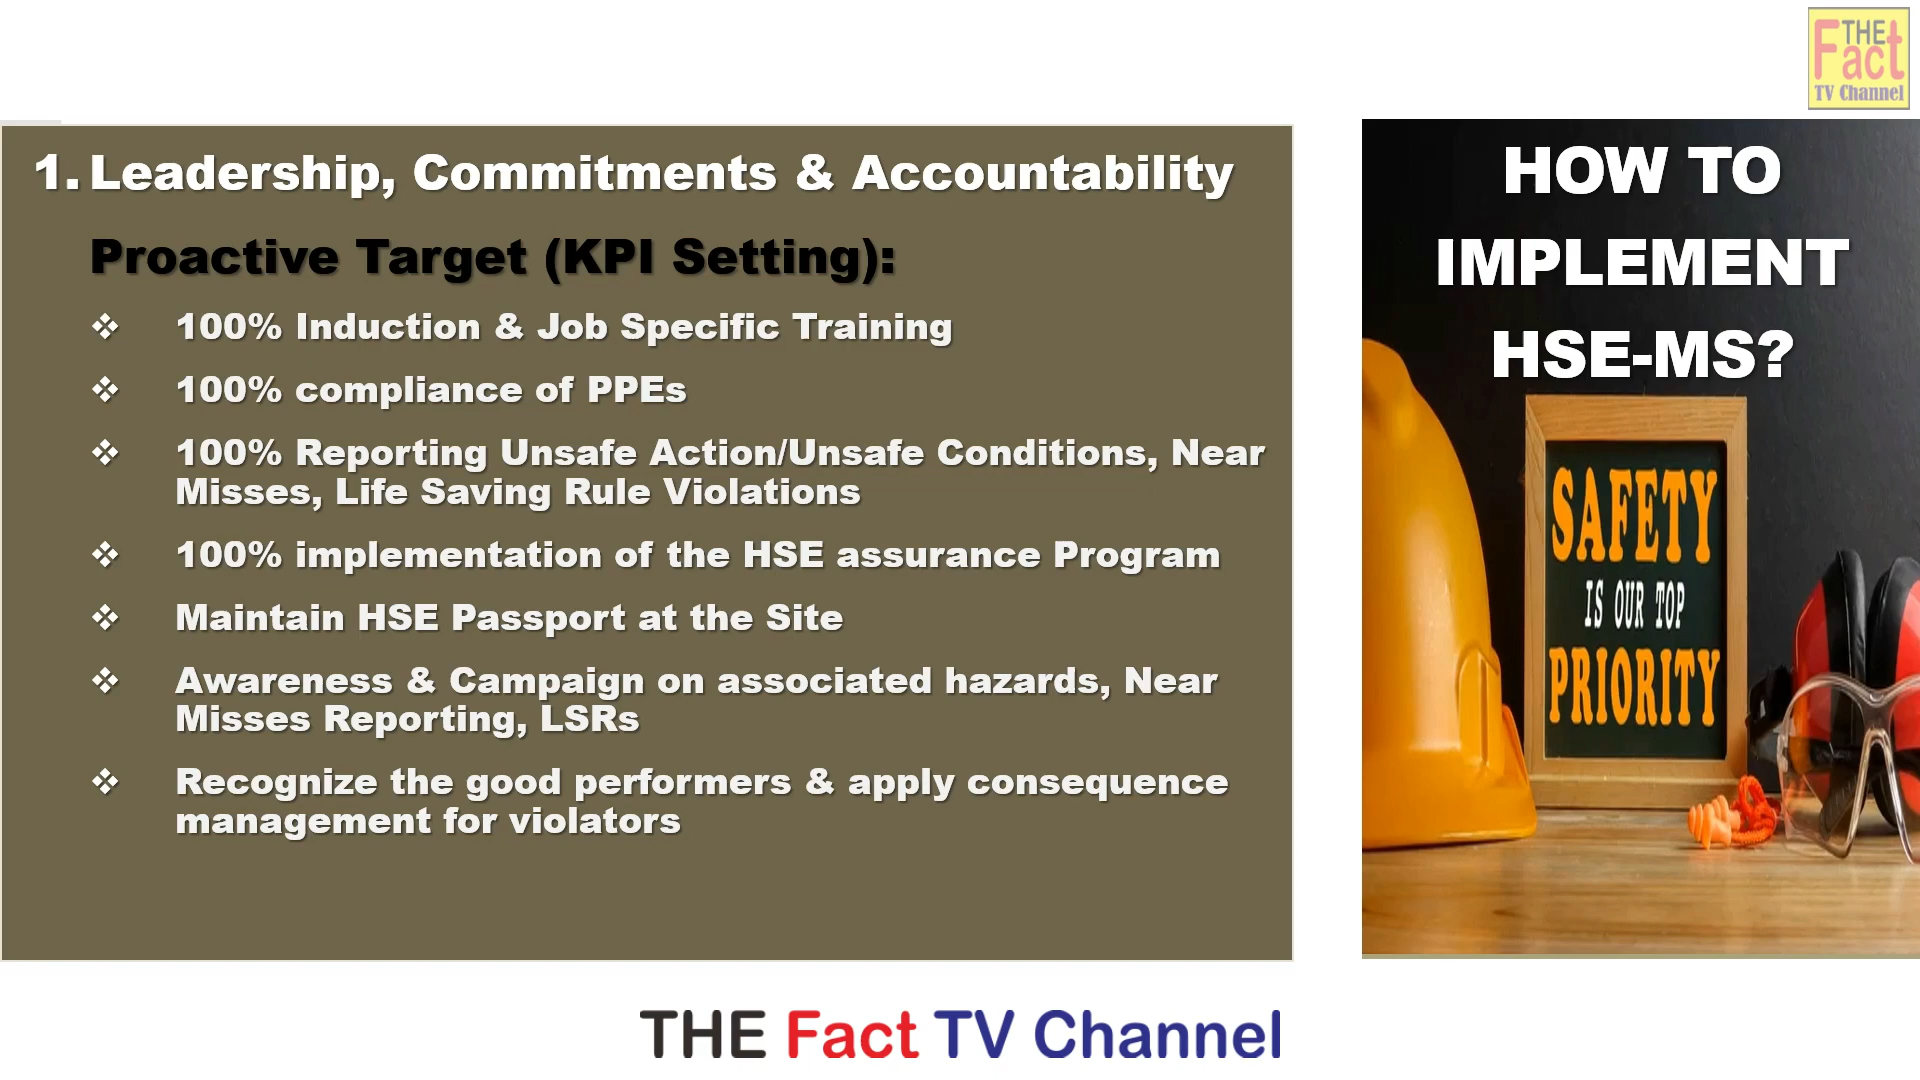 THE
Fact
TV Channel
1. Leadership, Commitments & Accountability
Proactive Target (KPI Setting):
❖ 100% Induction & Job Specific Training
❖ 100% compliance of PPEs
❖ 100% Reporting Unsafe Action/Unsafe Conditions, Near
Misses, Life Saving Rule Violations
❖ 100% implementation of the HSE assurance Program
❖ Maintain HSE Passport at the Site
❖ Awareness & Campaign on associated hazards, Near
Misses Reporting, LSRs
❖ Recognize the good performers & apply consequence
management for violators
HOW TO
IMPLEMENT
HSE-MS?
SAFETY
IS OUR TOP
PRIORITY
THE Fact TV Channel